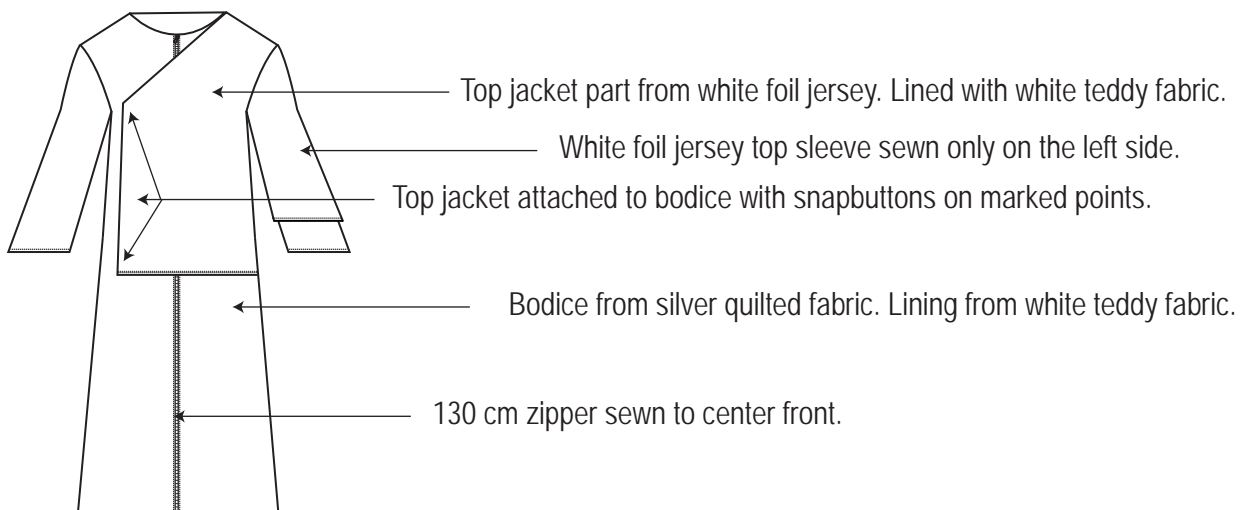 Top jacket part from white foil jersey. Lined with white teddy fabric.
White foil jersey top sleeve sewn only on the left side.
Top jacket attached to bodice with snapbuttons on marked points.
Bodice from silver quilted fabric. Lining from white teddy fabric.
130 cm zipper sewn to center front.